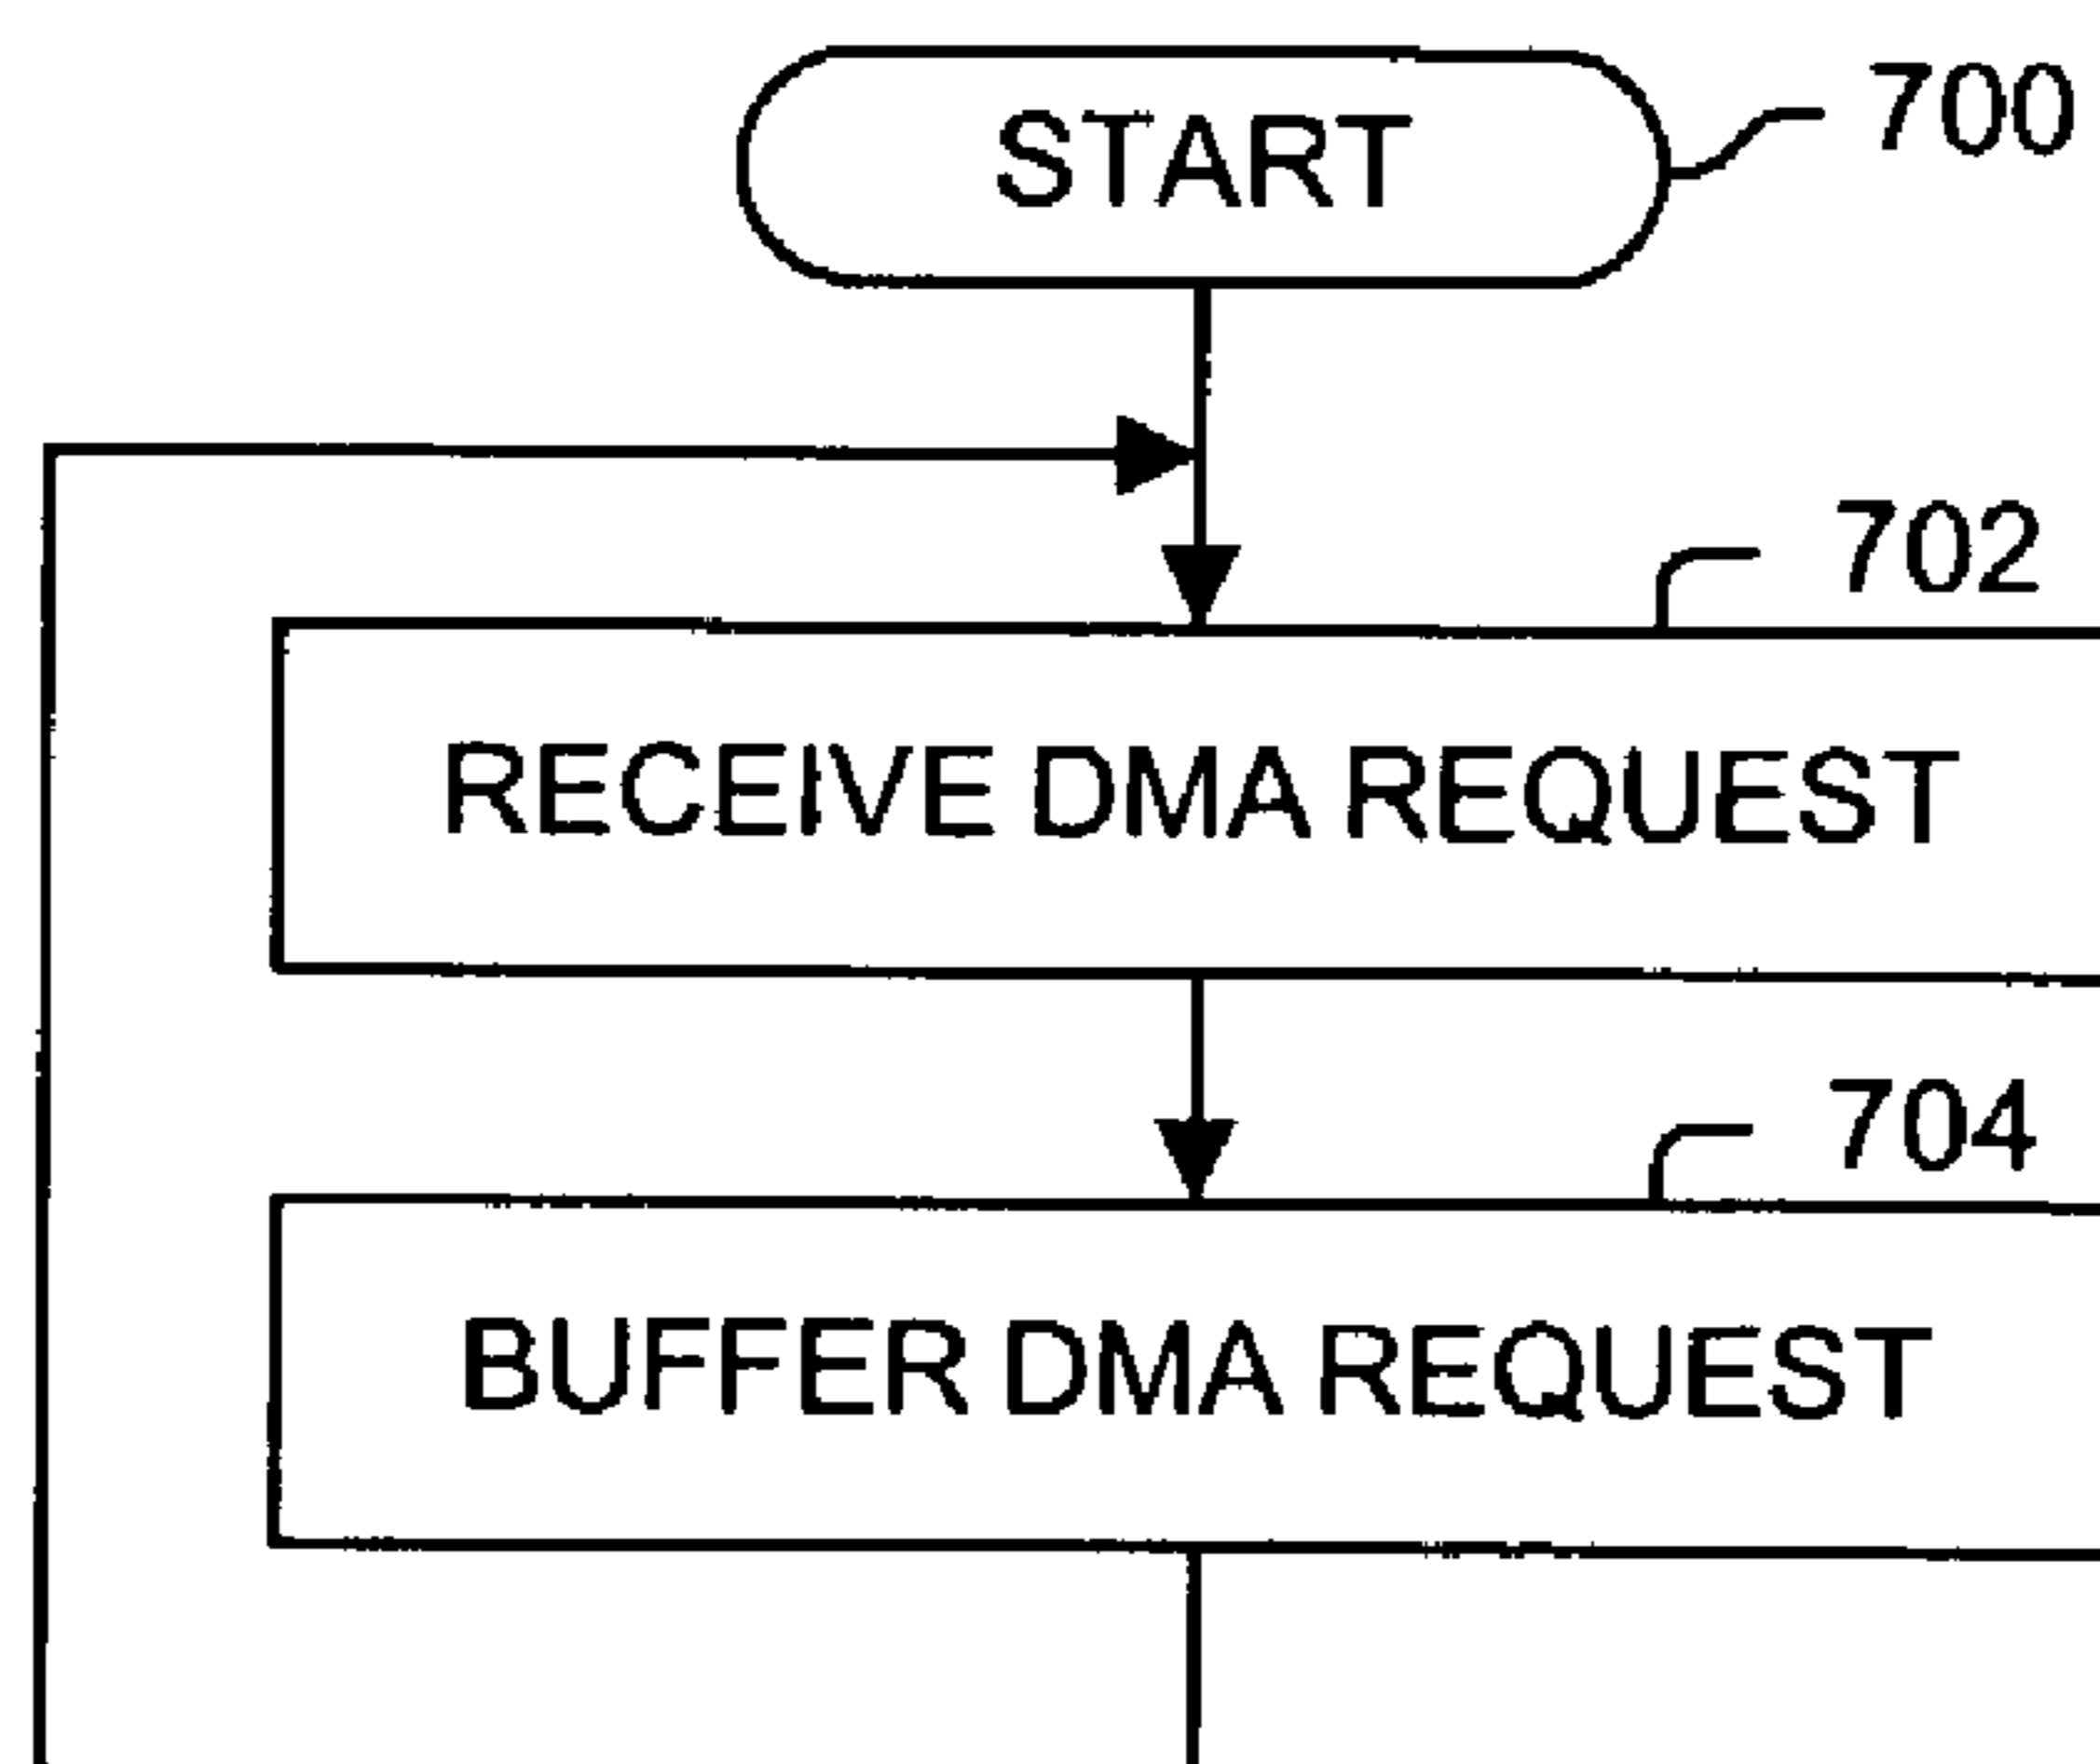 START
700
702
RECEIVE DMA REQUEST
704
BUFFER DMA REQUEST